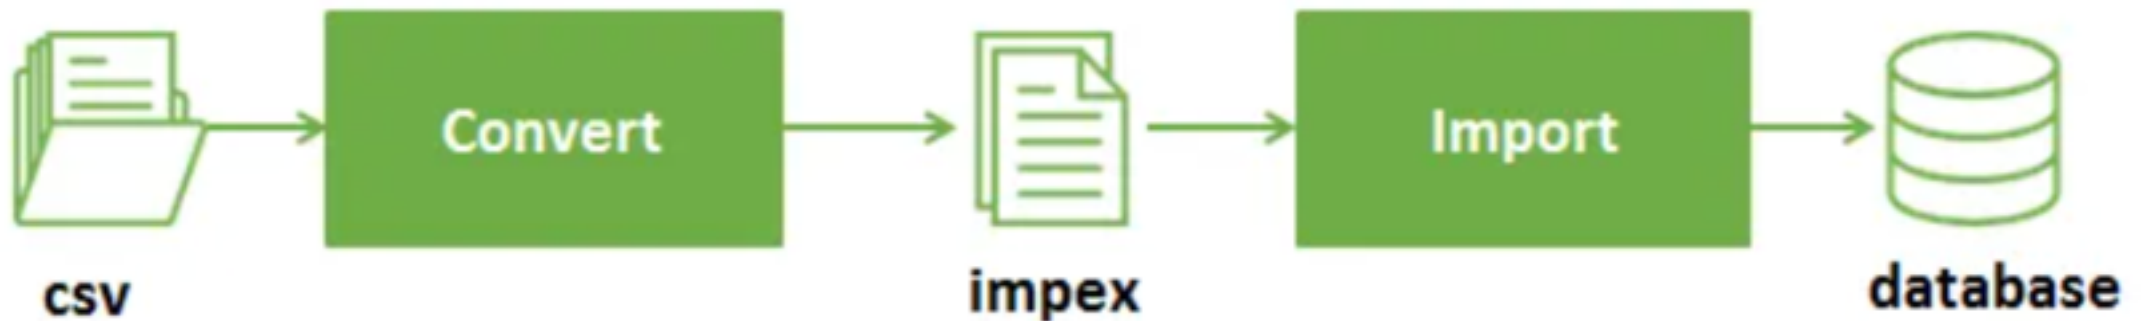 Convert
Import
csv
impex
database